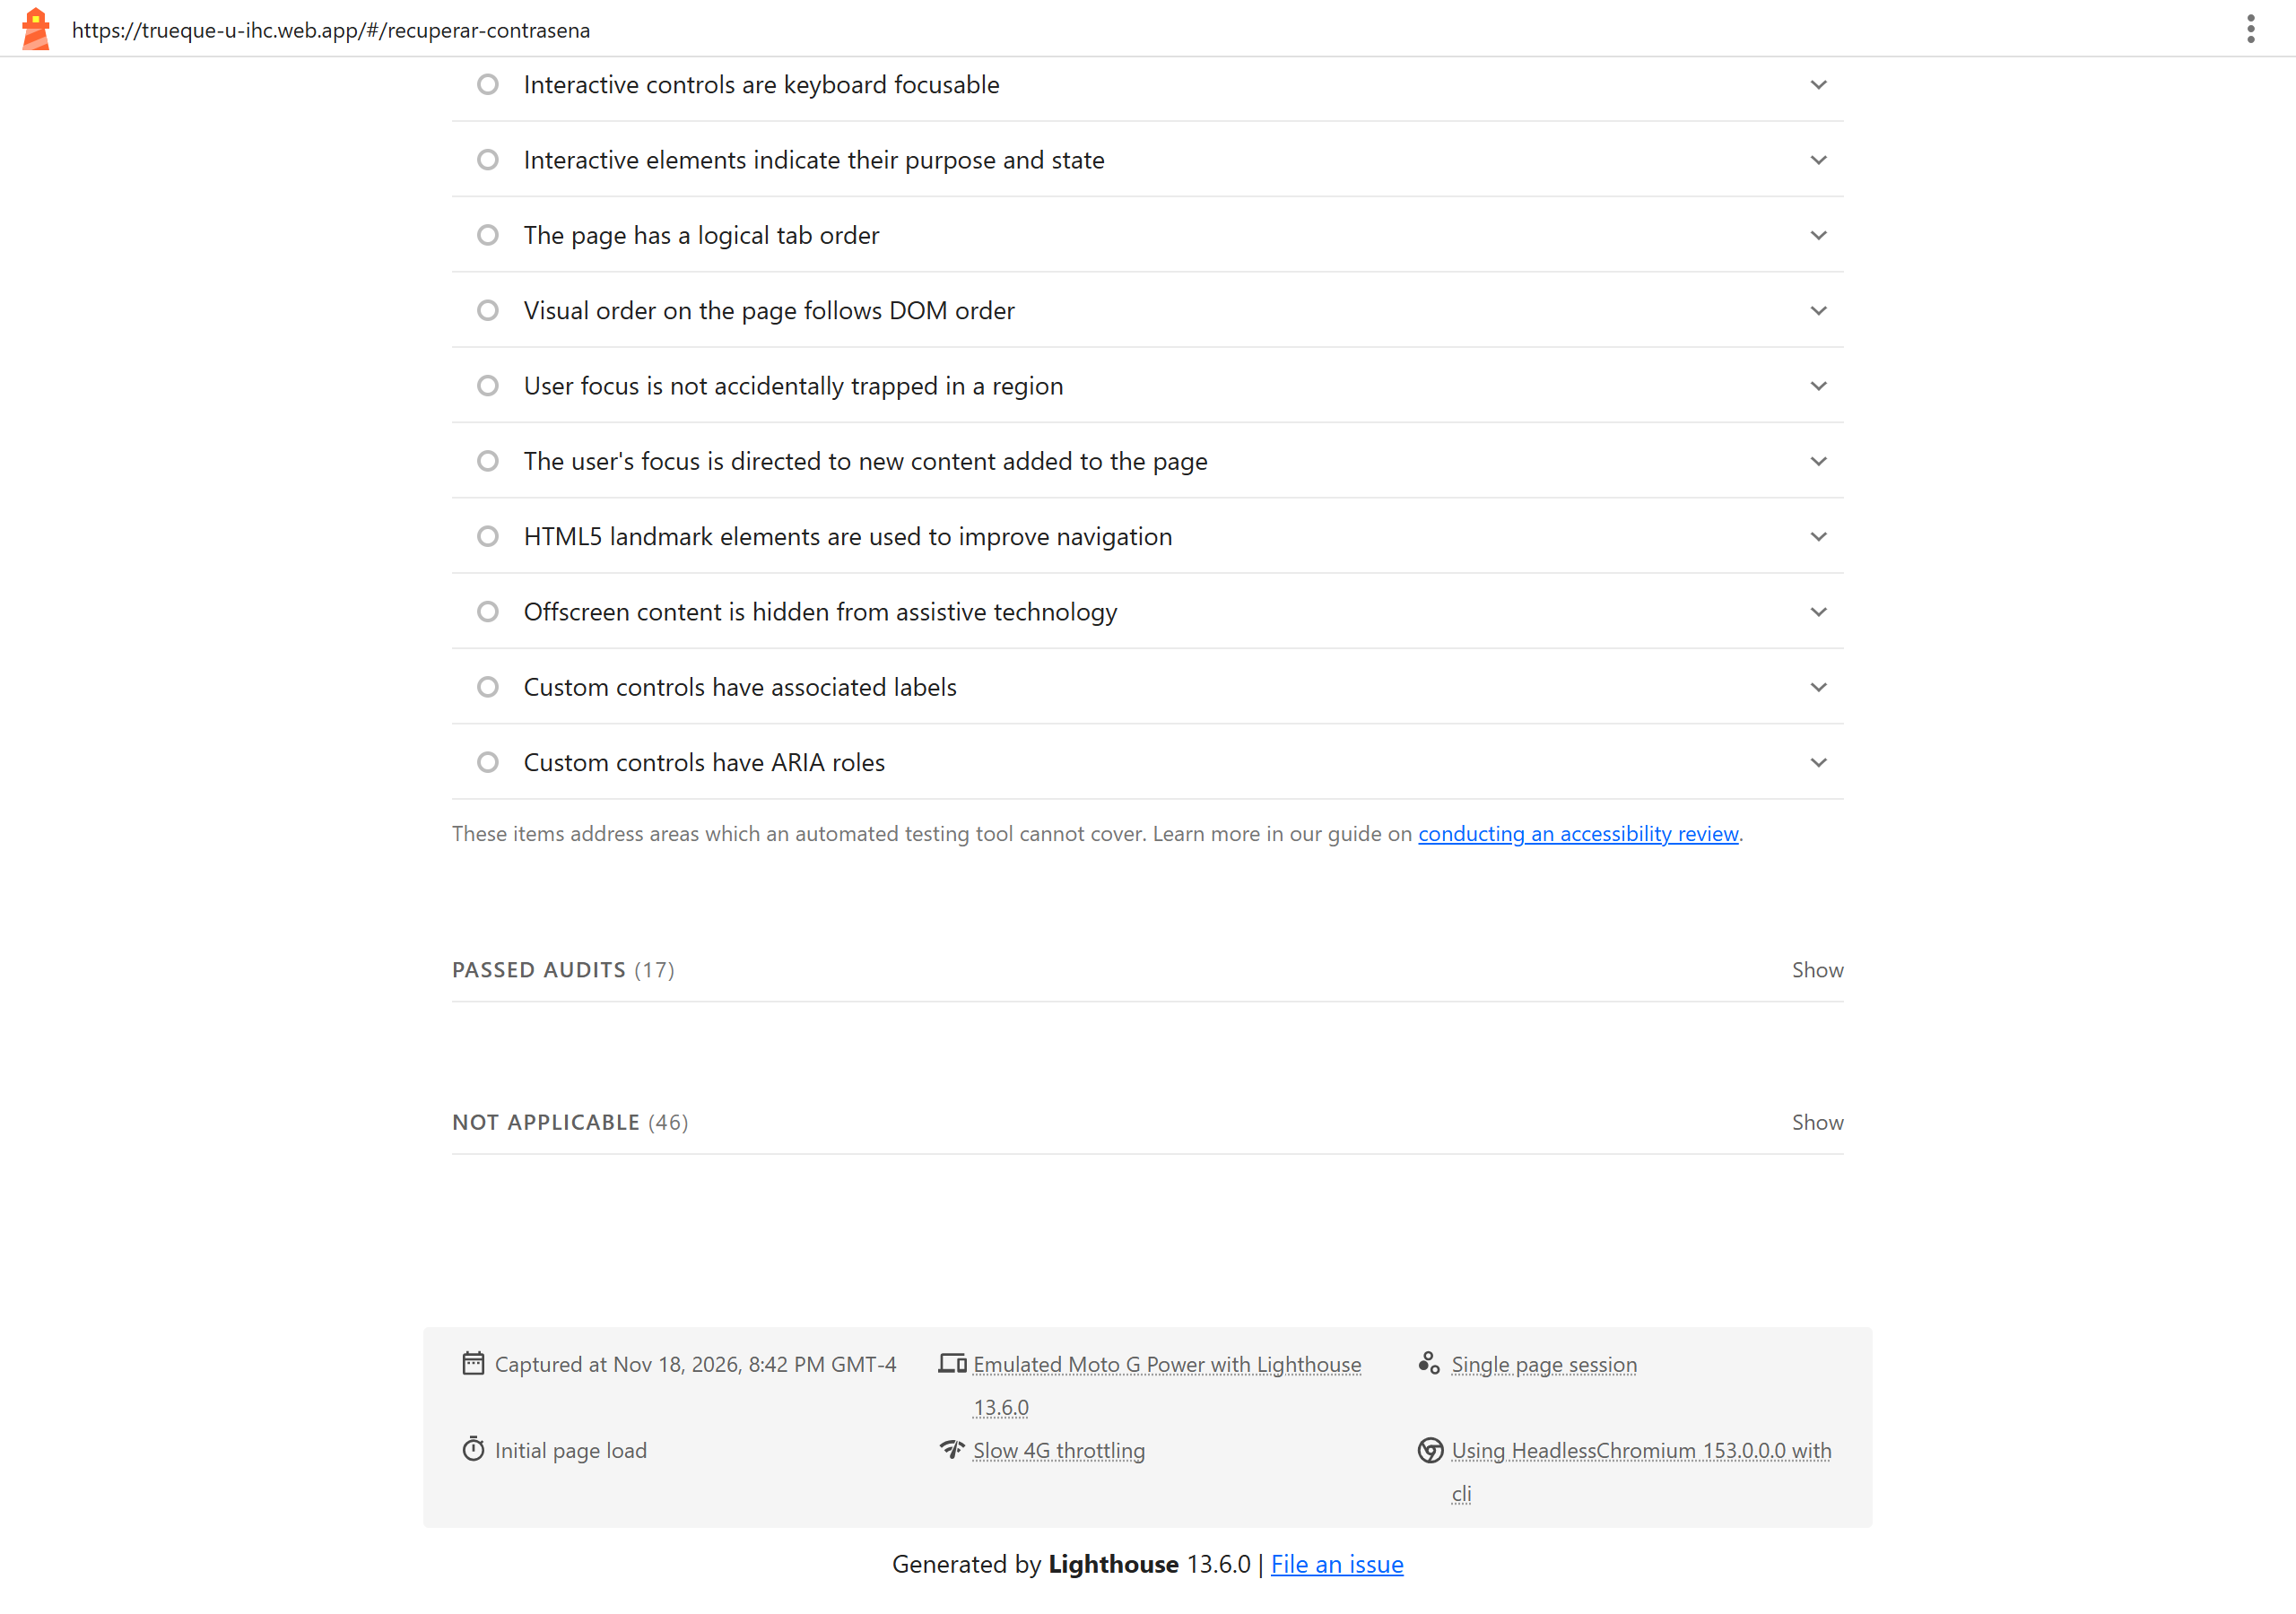 https://trueque-u-ihc.web.app/#/recuperar-contrasena
Interactive controls are keyboard focusable
Interactive elements indicate their purpose and state
The page has a logical tab order
Visual order on the page follows DOM order
User focus is not accidentally trapped in a region
The user's focus is directed to new content added to the page
HTML5 landmark elements are used to improve navigation
Offscreen content is hidden from assistive technology
Custom controls have associated labels
Custom controls have ARIA roles
These items address areas which an automated testing tool cannot cover. Learn more in our guide on conducting an accessibility review.
PASSED AUDITS (17) Show
NOT APPLICABLE (46) Show
Captured at Nov 18, 2026, 8:42 PM GMT-4
Emulated Moto G Power with Lighthouse
13.6.0
Single page session
Initial page load
Slow 4G throttling
Using HeadlessChromium 153.0.0.0 with
cli
Generated by Lighthouse 13.6.0 | File an issue